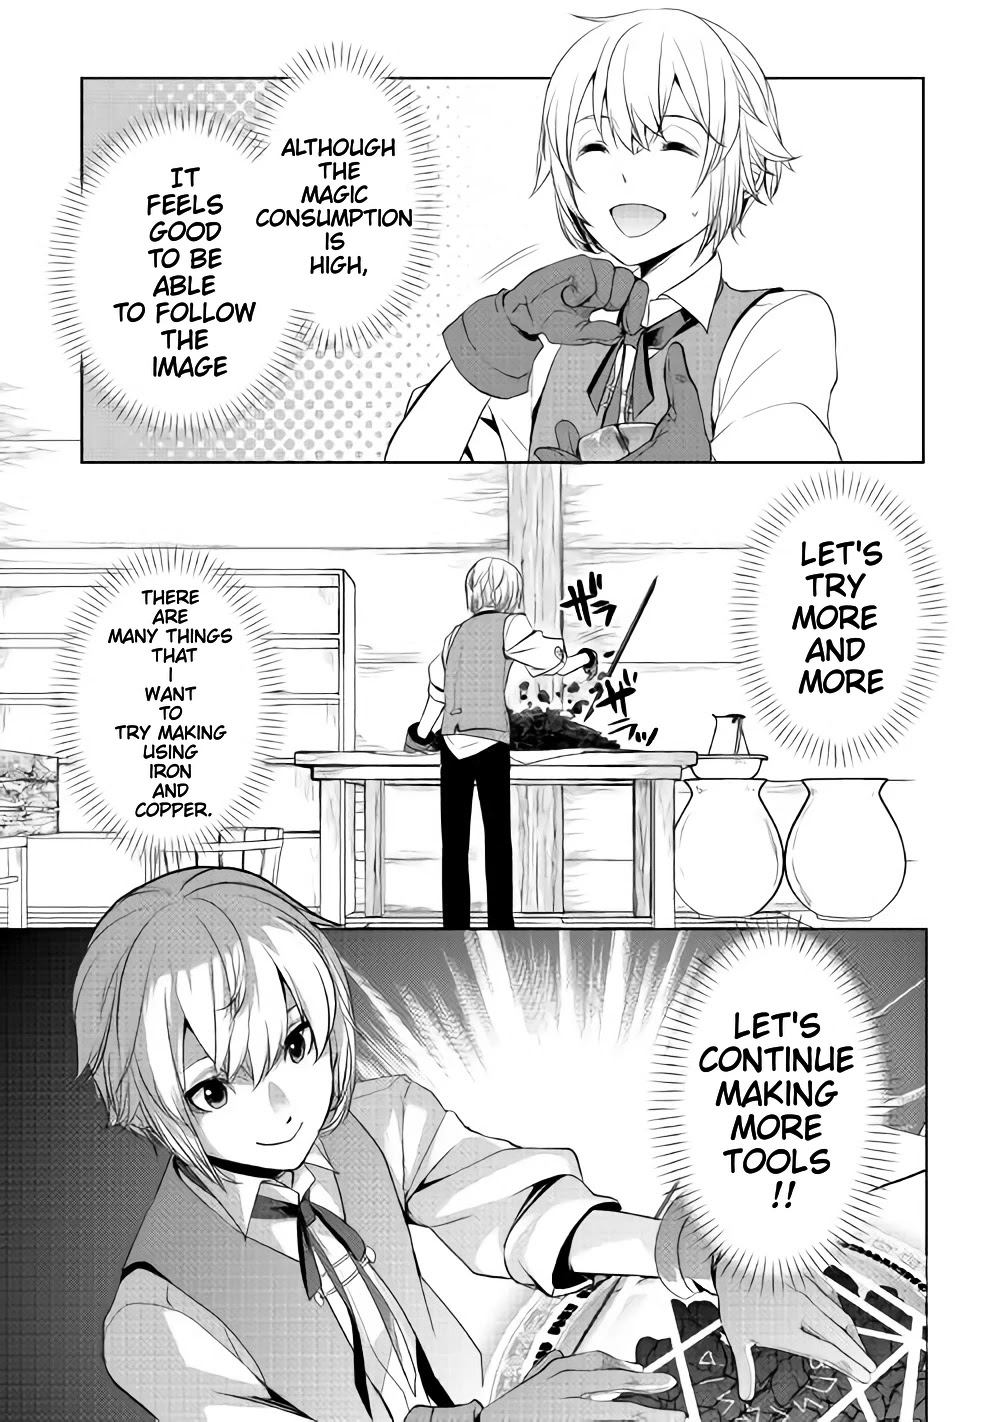 ALTHOUGH
THE
MAGIC
CONSUMPTION
IS
HIGH,
IT
FEELS
GOOD
TO BE
ABLE
TO FOLLOW
THE
IMAGE
LET'S
TRY
MORE
AND
MORE
ガラ
ガラ
THERE
ARE
MANY THINGS
THAT
I
WANT
TO
TRY MAKING
USING
IRON
AND
COPPER.
LET'S
CONTINUE
MAKING
MORE
TOOLS
!!